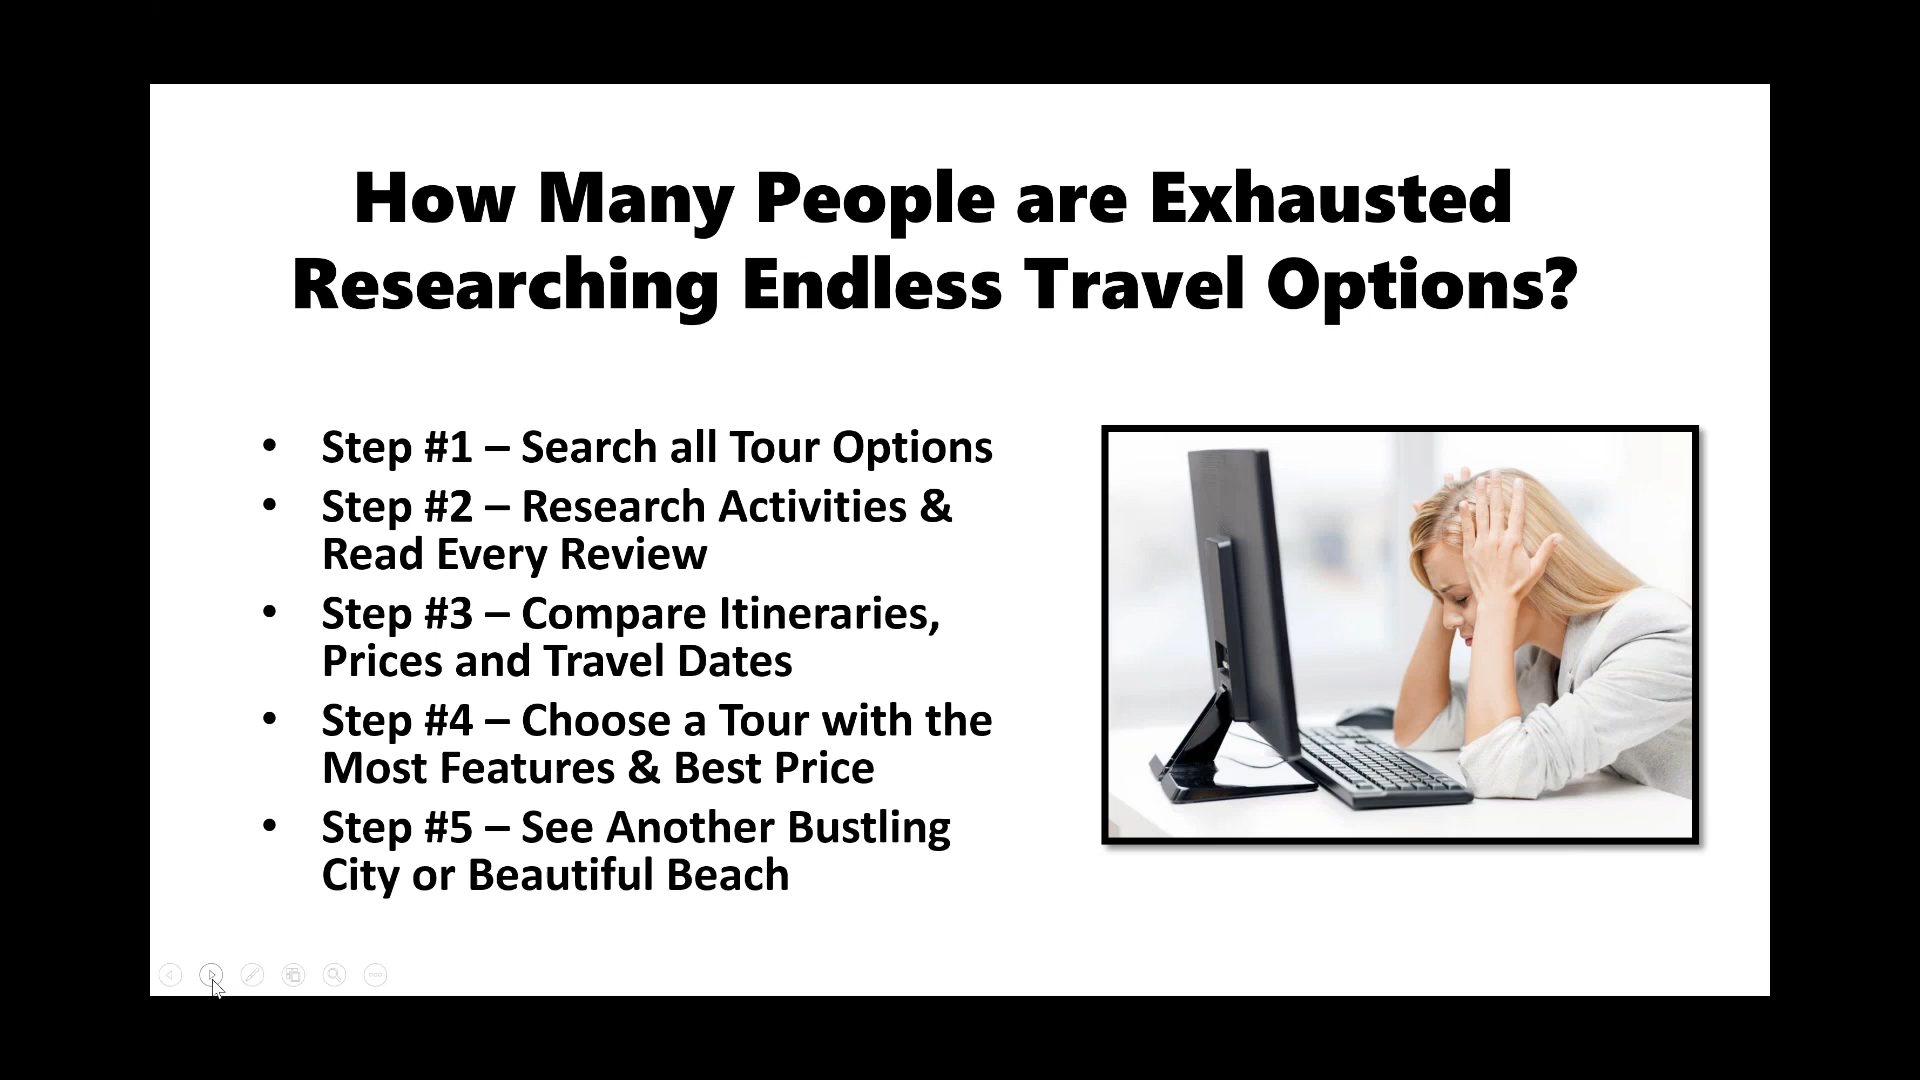 How Many People are Exhausted
Researching Endless Travel Options?
• Step #1 – Search all Tour Options
• Step #2 – Research Activities &
Read Every Review
• Step #3 – Compare Itineraries,
Prices and Travel Dates
• Step #4 – Choose a Tour with the
Most Features & Best Price
• Step #5 – See Another Bustling
City or Beautiful Beach